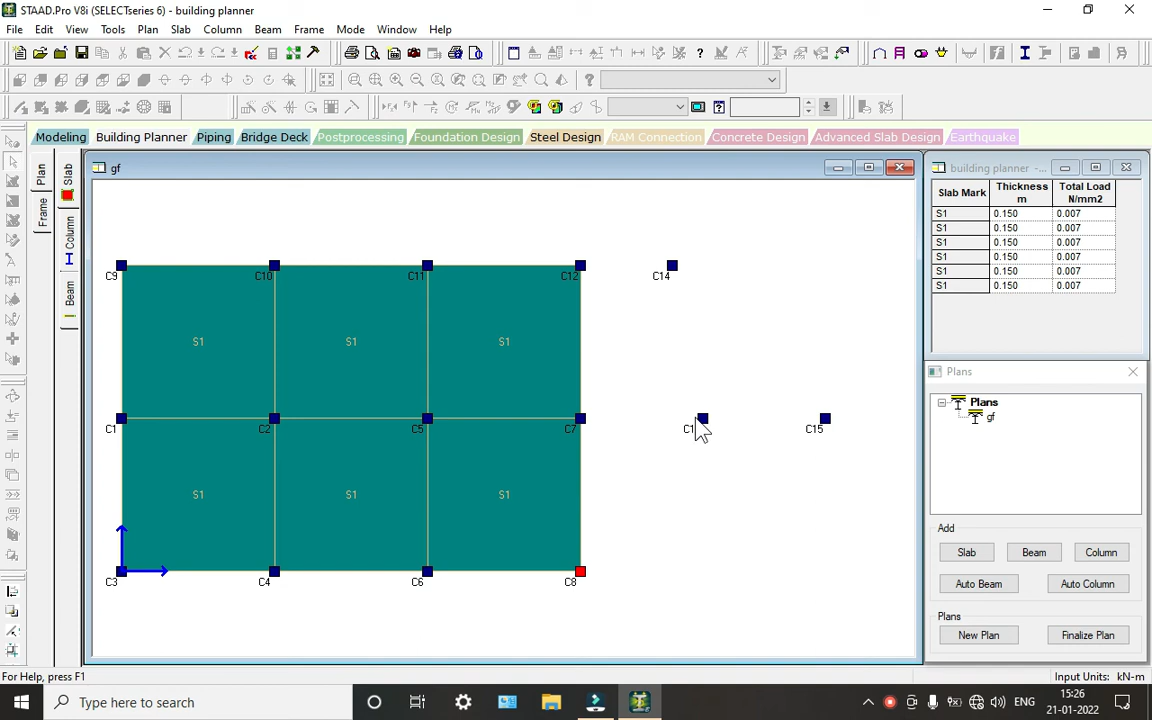 STAAD.Pro V8i (SELECTseries 6) - building planner
File Edit View Tools Plan Slab Column Beam Frame Mode Window Help
Modeling Building Planner Piping Bridge Deck Postprocessing Foundation Design Steel Design RAM Connection Concrete Design Advanced Slab Design Earthquake
Plan
Frame
Slab
Column
Beam
gf
C9 C10 C11 C12 C14
S1 S1 S1
C1 C2 C5 C7 C1 C15
S1 S1 S1
C3 C4 C6 C8
building planner -...
Slab Mark Thickness m Total Load N/mm2
S1 0.150 0.007
S1 0.150 0.007
S1 0.150 0.007
S1 0.150 0.007
S1 0.150 0.007
S1 0.150 0.007
Plans
Plans
gf
Add
Slab Beam Column
Auto Beam Auto Column
Plans
New Plan Finalize Plan
For Help, press F1
Input Units: kN-m
Type here to search
ENG
15:26
21-01-2022